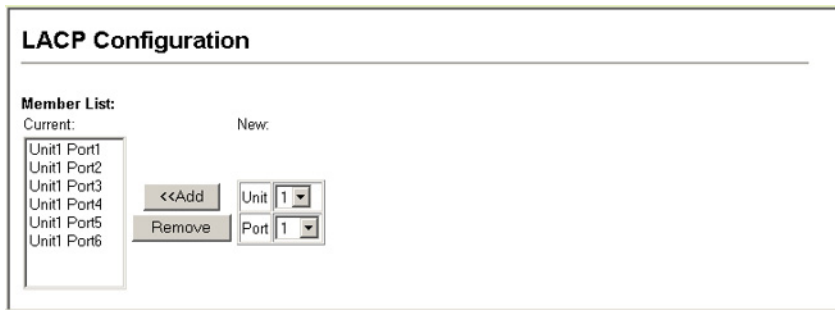 LACP Configuration
Member List:
Current:
New:
Unit1 Port1
Unit1 Port2
Unit1 Port3
Unit1 Port4
Unit1 Port5
Unit1 Port6
<<Add
Remove
Unit 1
Port 1